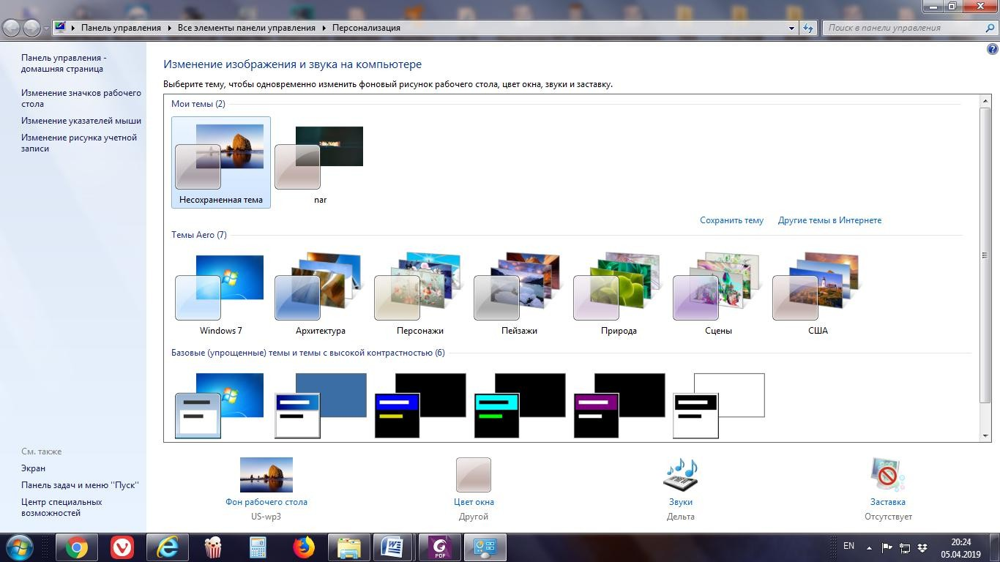 Панель управления
Все элементы панели управления
Персонализация
Поиск в панели управления
Панель управления -
домашняя страница
Изменение значков рабочего
стола
Изменение указателей мыши
Изменение рисунка учетной
записи
Изменение изображения и звука на компьютере
Выберите тему, чтобы одновременно изменить фоновый рисунок рабочего стола, цвет окна, звуки и заставку.
Мои темы (2)
Несохраненная тема
nar
Сохранить тему
Другие темы в Интернете
Темы Aero (7)
Windows 7
Архитектура
Персонажи
Пейзажи
Природа
Сцены
США
Базовые (упрощенные) темы и темы с высокой контрастностью (6)
См. также
Экран
Панель задач и меню "Пуск"
Центр специальных
возможностей
Фон рабочего стола
US-wp3
Цвет окна
Другой
Звуки
Дельта
Заставка
Отсутствует
PDF
EN
20:24
05.04.2019